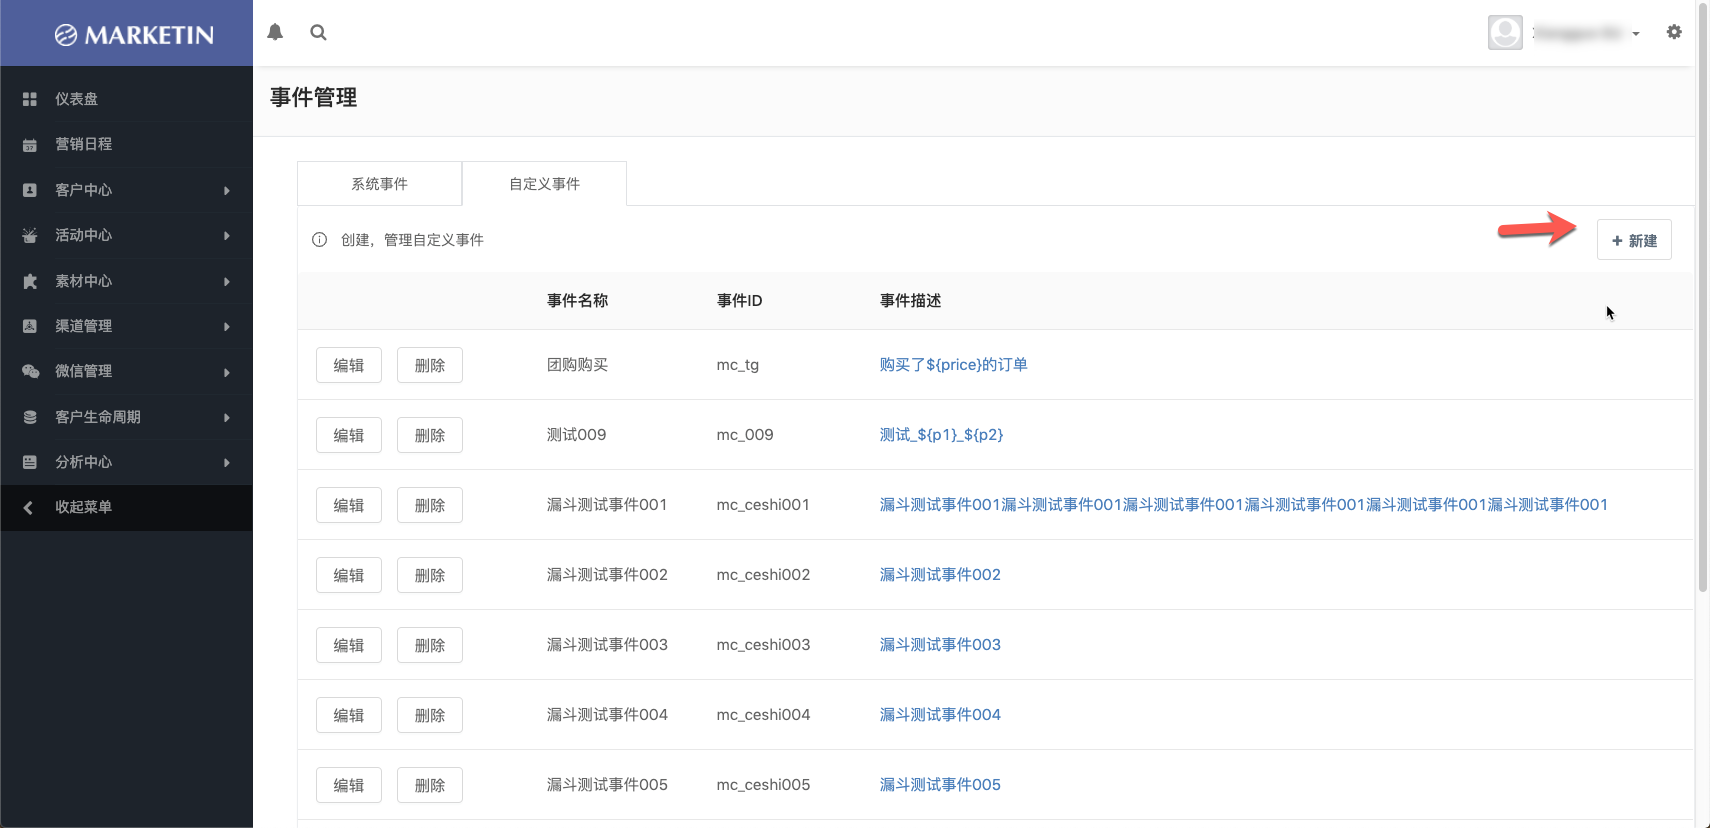 MARKETIN
仪表盘
营销日程
客户中心
活动中心
素材中心
渠道管理
微信管理
客户生命周期
分析中心
收起菜单
事件管理
系统事件 自定义事件
创建，管理自定义事件
+ 新建
事件名称 事件ID 事件描述
编辑 删除 团购购买 mc_tg 购买了${price}的订单
编辑 删除 测试009 mc_009 测试_${p1}_${p2}
编辑 删除 漏斗测试事件001 mc_ceshi001 漏斗测试事件001漏斗测试事件001漏斗测试事件001漏斗测试事件001漏斗测试事件001漏斗测试事件001
编辑 删除 漏斗测试事件002 mc_ceshi002 漏斗测试事件002
编辑 删除 漏斗测试事件003 mc_ceshi003 漏斗测试事件003
编辑 删除 漏斗测试事件004 mc_ceshi004 漏斗测试事件004
编辑 删除 漏斗测试事件005 mc_ceshi005 漏斗测试事件005